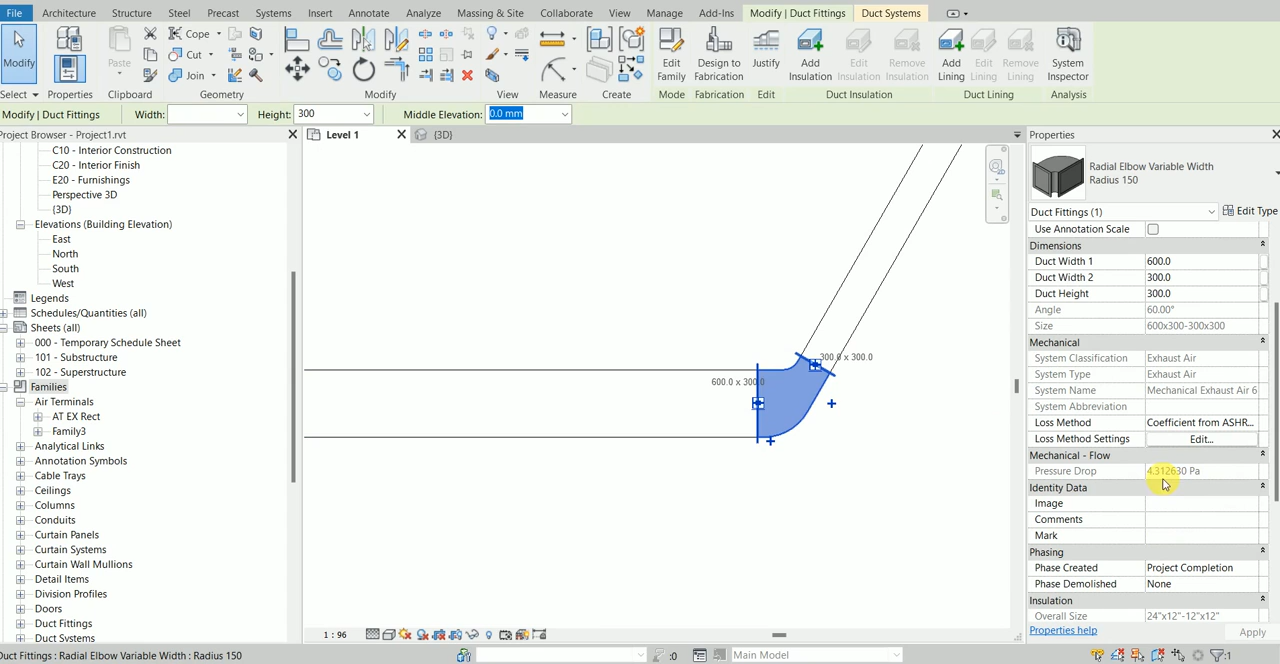 File Architecture Structure Steel Precast Systems Insert Annotate Analyze Massing & Site Collaborate View Manage Add-Ins Modify | Duct Fittings Duct Systems
Modify
Select
Properties
Paste
Clipboard
Cope
Cut
Join
Geometry
Modify
View
Measure
Create
Edit Family
Mode
Design to Fabrication
Fabrication
Justify
Edit
Add Insulation
Edit Insulation
Remove Insulation
Duct Insulation
Add Lining
Edit Lining
Remove Lining
Duct Lining
System Inspector
Analysis
Modify | Duct Fittings Width: Height: 300 Middle Elevation: 0.0 mm
Project Browser - Project1.rvt
C10 - Interior Construction
C20 - Interior Finish
E20 - Furnishings
Perspective 3D
{3D}
Elevations (Building Elevation)
East
North
South
West
Legends
Schedules/Quantities (all)
Sheets (all)
000 - Temporary Schedule Sheet
101 - Substructure
102 - Superstructure
Families
Air Terminals
AT EX Rect
Family3
Analytical Links
Annotation Symbols
Cable Trays
Ceilings
Columns
Conduits
Curtain Panels
Curtain Systems
Curtain Wall Mullions
Detail Items
Division Profiles
Doors
Duct Fittings
Duct Systems
Level 1
{3D}
300.0 x 300.0
600.0 x 300.0
1 : 96
Properties
Radial Elbow Variable Width
Radius 150
Duct Fittings (1) Edit Type
Use Annotation Scale
Dimensions
Duct Width 1 600.0
Duct Width 2 300.0
Duct Height 300.0
Angle 60.00°
Size 600x300-300x300
Mechanical
System Classification Exhaust Air
System Type Exhaust Air
System Name Mechanical Exhaust Air 6
System Abbreviation
Loss Method Coefficient from ASHR...
Loss Method Settings Edit...
Mechanical - Flow
Pressure Drop 4.312630 Pa
Identity Data
Image
Comments
Mark
Phasing
Phase Created Project Completion
Phase Demolished None
Insulation
Overall Size 24"x12"-12"x12"
Properties help Apply
Duct Fittings : Radial Elbow Variable Width : Radius 150
:0 Main Model :1